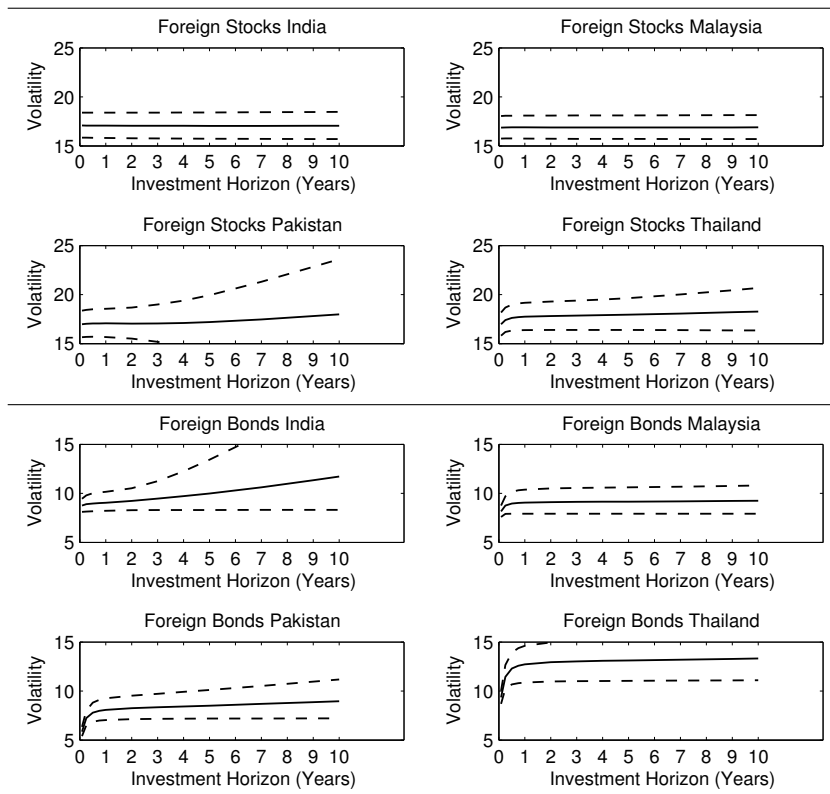 Foreign Stocks India
25
20
15
Volatility
0 1 2 3 4 5 6 7 8 9 10
Investment Horizon (Years)
Foreign Stocks Malaysia
25
20
15
Volatility
0 1 2 3 4 5 6 7 8 9 10
Investment Horizon (Years)
Foreign Stocks Pakistan
25
20
15
Volatility
0 1 2 3 4 5 6 7 8 9 10
Investment Horizon (Years)
Foreign Stocks Thailand
25
20
15
Volatility
0 1 2 3 4 5 6 7 8 9 10
Investment Horizon (Years)
Foreign Bonds India
15
10
5
Volatility
0 1 2 3 4 5 6 7 8 9 10
Investment Horizon (Years)
Foreign Bonds Malaysia
15
10
5
Volatility
0 1 2 3 4 5 6 7 8 9 10
Investment Horizon (Years)
Foreign Bonds Pakistan
15
10
5
Volatility
0 1 2 3 4 5 6 7 8 9 10
Investment Horizon (Years)
Foreign Bonds Thailand
15
10
5
Volatility
0 1 2 3 4 5 6 7 8 9 10
Investment Horizon (Years)